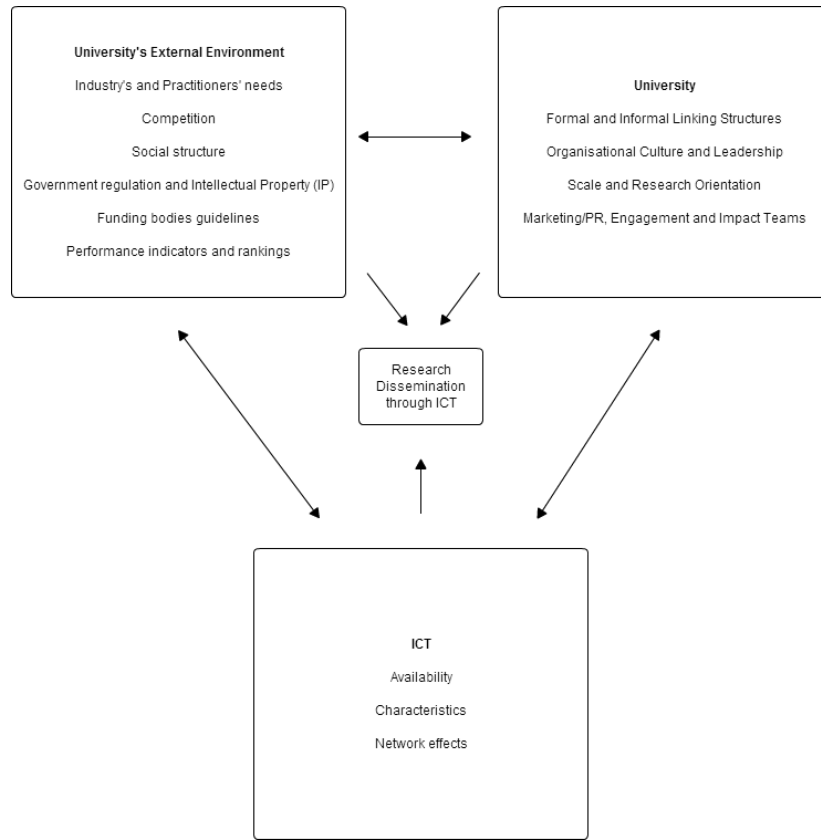 University's External Environment
Industry's and Practitioners' needs
Competition
Social structure
Government regulation and Intellectual Property (IP)
Funding bodies guidelines
Performance indicators and rankings
University
Formal and Informal Linking Structures
Organisational Culture and Leadership
Scale and Research Orientation
Marketing/PR, Engagement and Impact Teams
Research
Dissemination
through ICT
ICT
Availability
Characteristics
Network effects